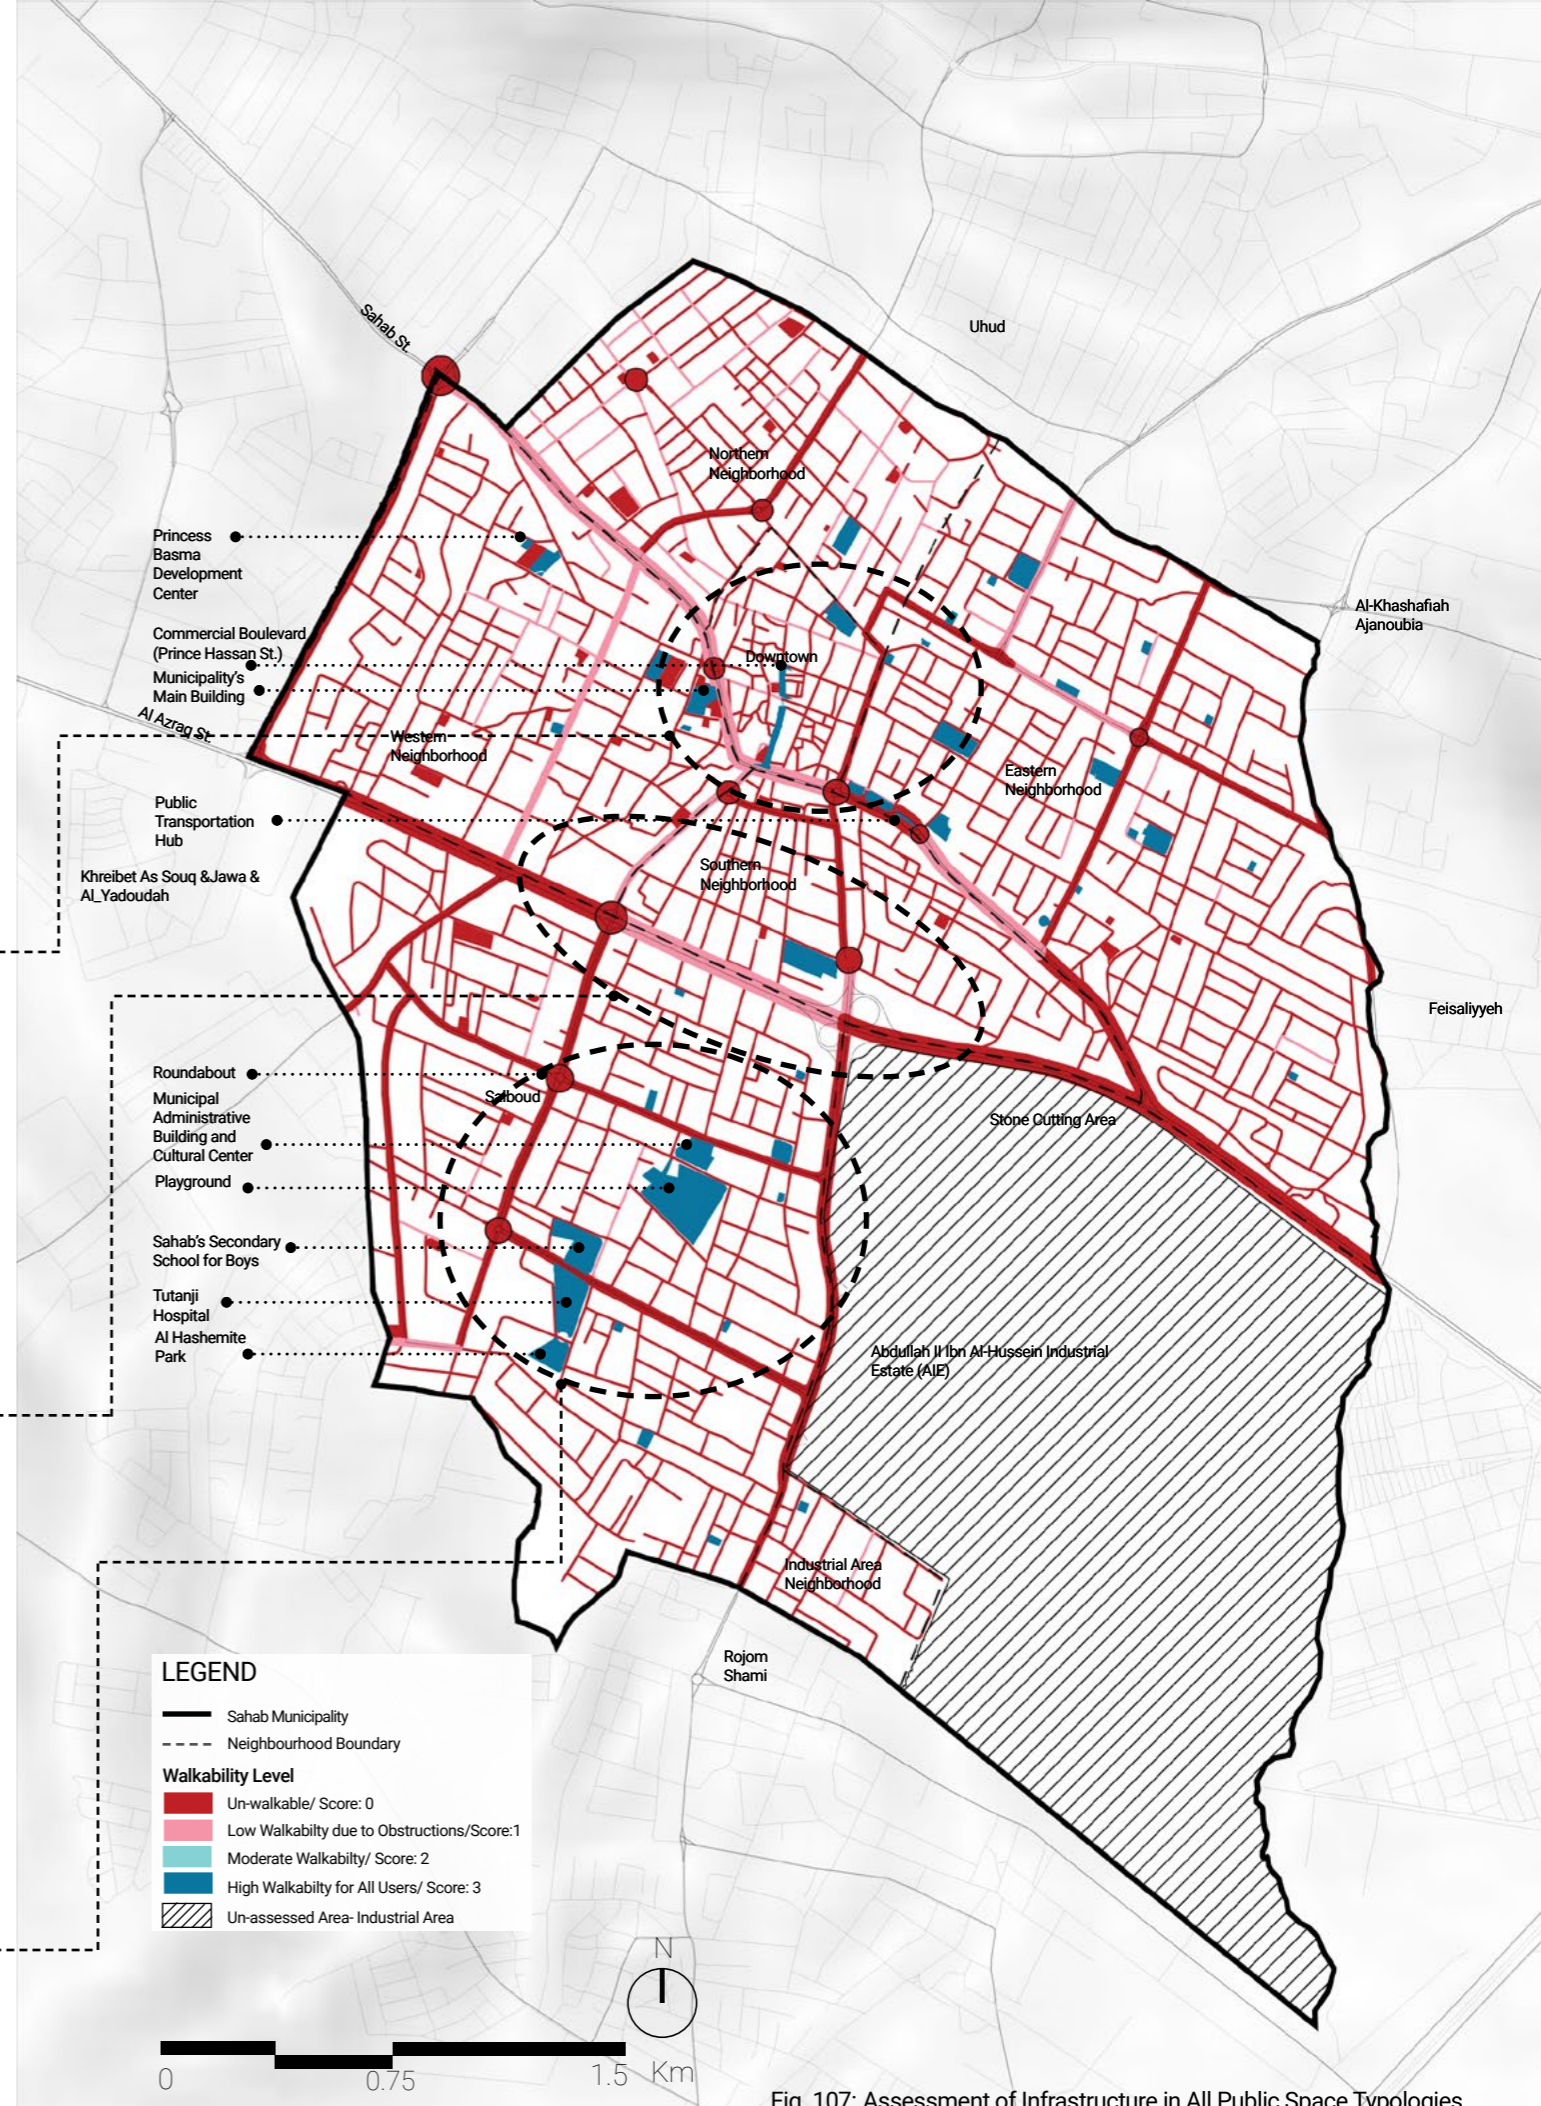 Uhud
Sahab St.
Northern
Neighborhood
Princess
Basma
Development
Center
Al-Khashafiah
Ajanoubia
Commercial Boulevard
(Prince Hassan St.)
Downtown
Municipality's
Main Building
Al Azraq St.
Western
Neighborhood
Eastern
Neighborhood
Public
Transportation
Hub
Khreibet As Souq &Jawa &
Al_Yadoudah
Southern
Neighborhood
Feisaliyyeh
Roundabout
Salboud
Municipal
Administrative
Building and
Cultural Center
Stone Cutting Area
Playground
Sahab's Secondary
School for Boys
Tutanji
Hospital
Al Hashemite
Park
Abdullah II Ibn Al-Hussein Industrial
Estate (AIE)
Industrial Area
Neighborhood
Rojom
Shami
LEGEND
Sahab Municipality
Neighbourhood Boundary
Walkability Level
Un-walkable/ Score: 0
Low Walkabilty due to Obstructions/Score:1
Moderate Walkabilty/ Score: 2
High Walkabilty for All Users/ Score: 3
Un-assessed Area- Industrial Area
N
0 0.75 1.5 Km
Fig. 107: Assessment of Infrastructure in All Public Space Typologies